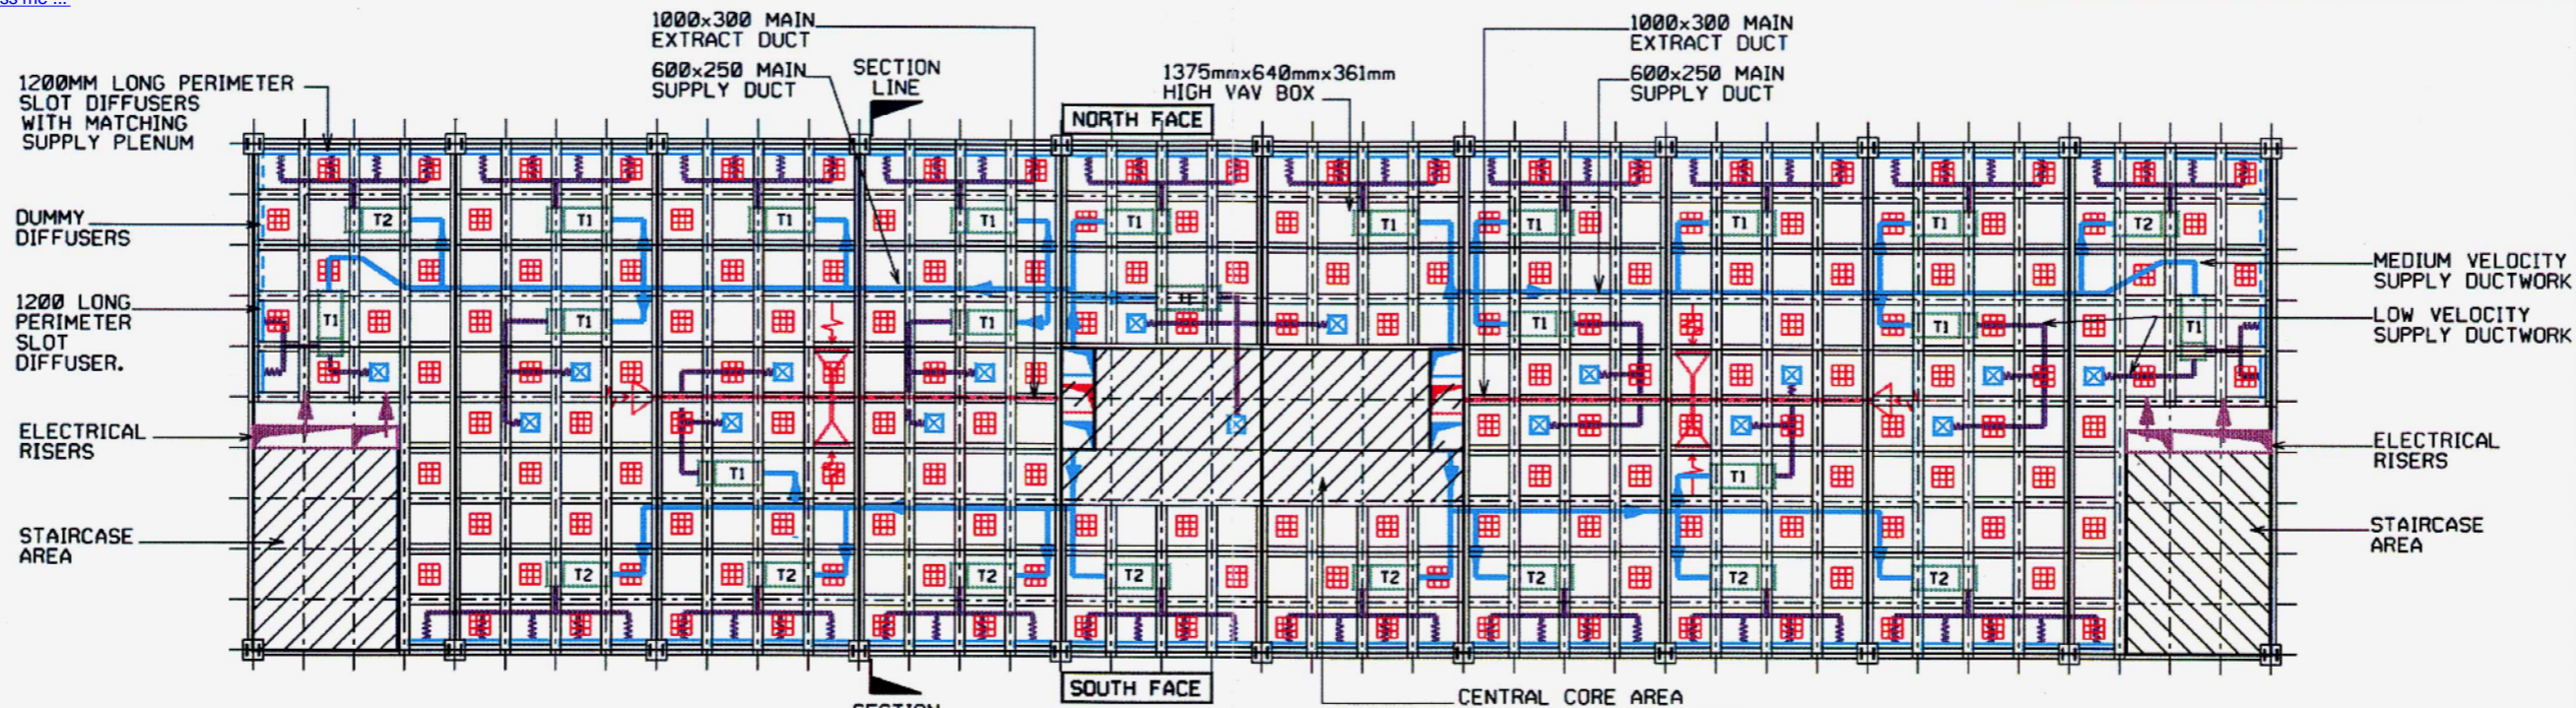 ss me ...
1000x300 MAIN
EXTRACT DUCT
600x250 MAIN
SUPPLY DUCT
SECTION
LINE
1375mmx640mmx361mm
HIGH VAV BOX
1000x300 MAIN
EXTRACT DUCT
600x250 MAIN
SUPPLY DUCT
1200MM LONG PERIMETER
SLOT DIFFUSERS
WITH MATCHING
SUPPLY PLENUM
NORTH FACE
DUMMY
DIFFUSERS
T2 T1 T1 T1 T1 T1 T1 T1 T1 T2
MEDIUM VELOCITY
SUPPLY DUCTWORK
1200 LONG
PERIMETER
SLOT
DIFFUSER.
T1 T1 T1 T1 T1 T1
LOW VELOCITY
SUPPLY DUCTWORK
ELECTRICAL
RISERS
ELECTRICAL
RISERS
T1 T1
STAIRCASE
AREA
STAIRCASE
AREA
T2 T2 T2 T2 T2 T2 T2 T2
SOUTH FACE
CENTRAL CORE AREA
SECTION